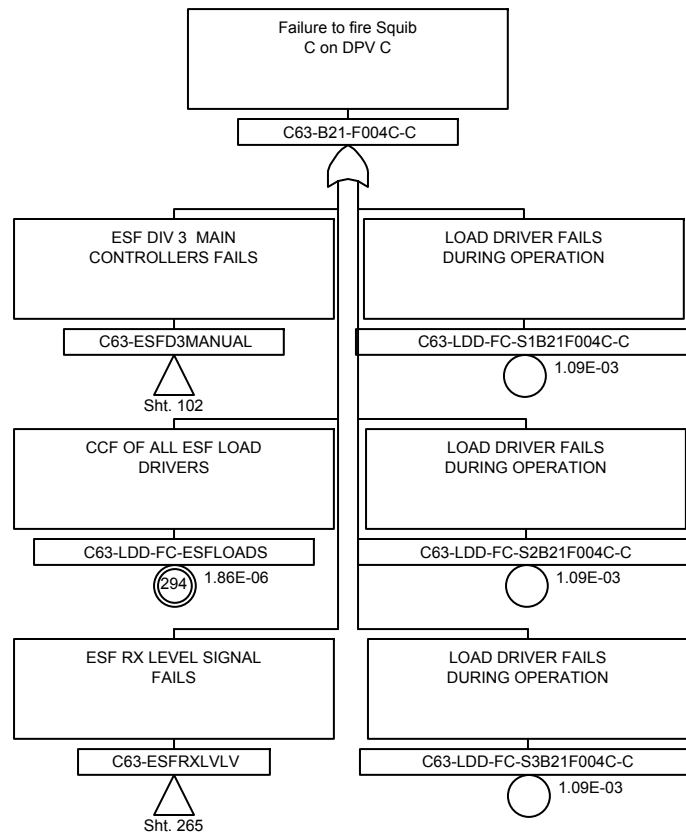 Failure to fire Squib
C on DPV C
C63-B21-F004C-C
ESF DIV 3 MAIN
CONTROLLERS FAILS
C63-ESFD3MANUAL
Sht. 102
LOAD DRIVER FAILS
DURING OPERATION
C63-LDD-FC-S1B21F004C-C
1.09E-03
CCF OF ALL ESF LOAD
DRIVERS
C63-LDD-FC-ESFLOADS
294
1.86E-06
LOAD DRIVER FAILS
DURING OPERATION
C63-LDD-FC-S2B21F004C-C
1.09E-03
ESF RX LEVEL SIGNAL
FAILS
C63-ESFRXLVLV
Sht. 265
LOAD DRIVER FAILS
DURING OPERATION
C63-LDD-FC-S3B21F004C-C
1.09E-03